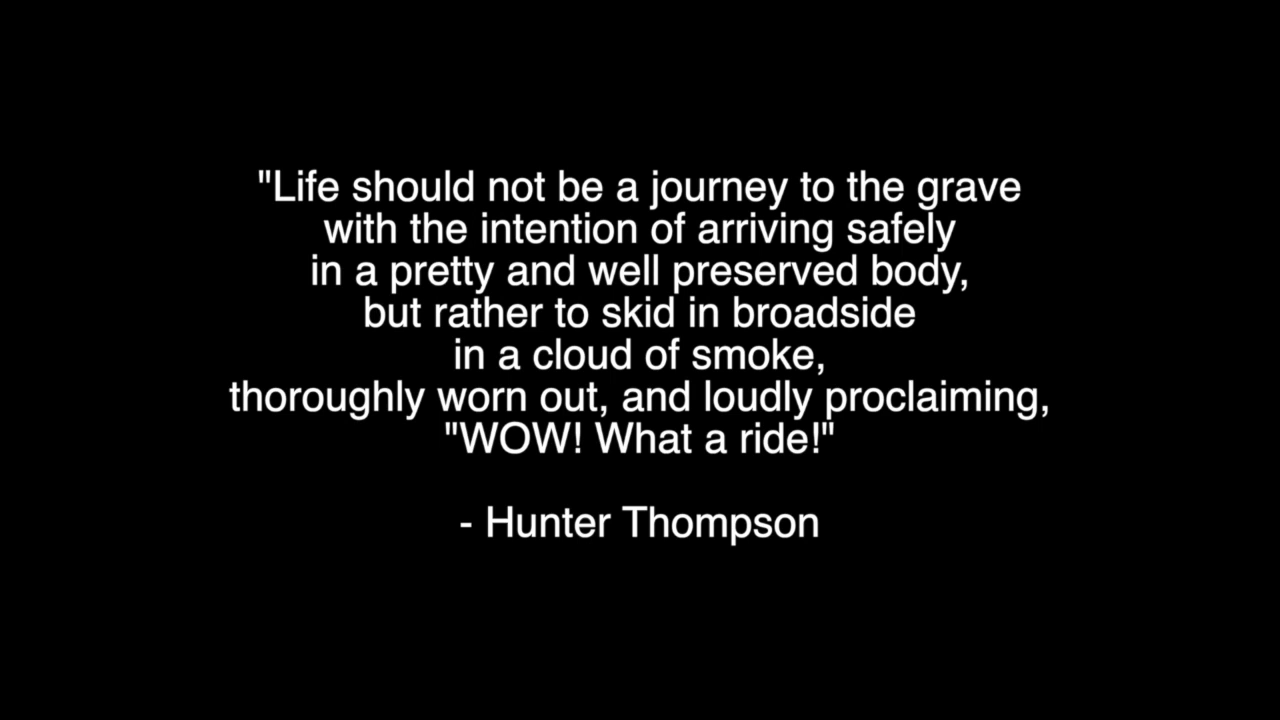 "Life should not be a journey to the grave
with the intention of arriving safely
in a pretty and well preserved body,
but rather to skid in broadside
in a cloud of smoke,
thoroughly worn out, and loudly proclaiming,
"WOW! What a ride!"
- Hunter Thompson